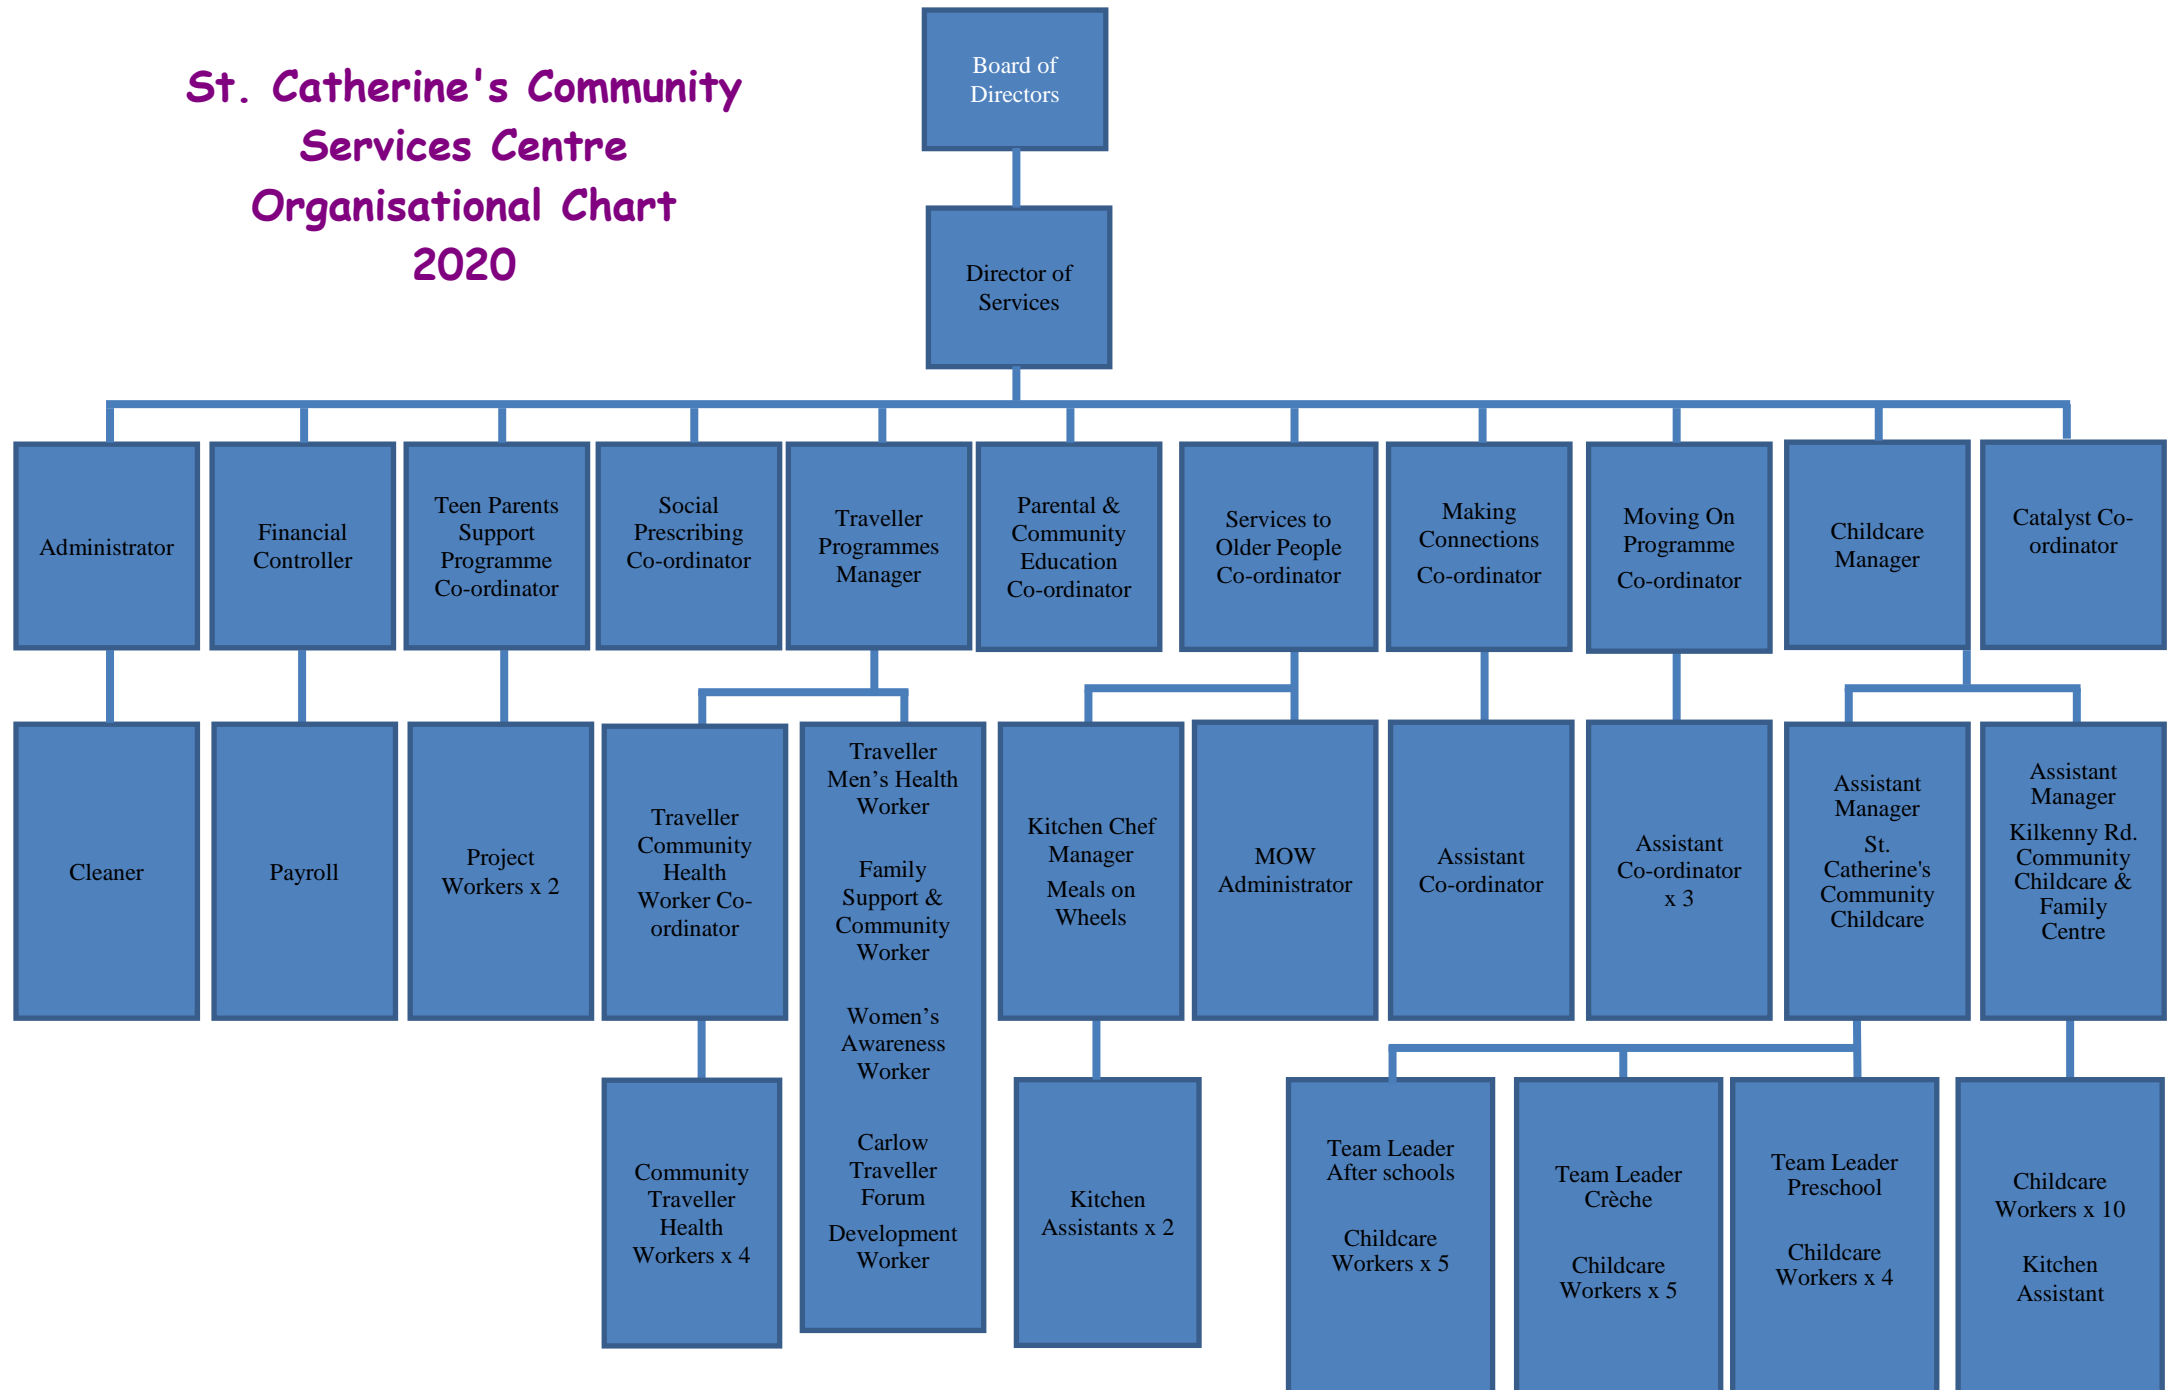 St. Catherine's Community
Services Centre
Organisational Chart
2020
Board of
Directors
Director of
Services
Administrator
Financial
Controller
Teen Parents
Support
Programme
Co-ordinator
Social
Prescribing
Co-ordinator
Traveller
Programmes
Manager
Parental &
Community
Education
Co-ordinator
Services to
Older People
Co-ordinator
Making
Connections
Co-ordinator
Moving On
Programme
Co-ordinator
Childcare
Manager
Catalyst Co-
ordinator
Cleaner
Payroll
Project
Workers x 2
Traveller
Community
Health
Worker Co-
ordinator
Traveller
Men’s Health
Worker
Family
Support &
Community
Worker
Women’s
Awareness
Worker
Carlow
Traveller
Forum
Development
Worker
Kitchen Chef
Manager
Meals on
Wheels
MOW
Administrator
Assistant
Co-ordinator
Assistant
Co-ordinator
x 3
Assistant
Manager
St.
Catherine's
Community
Childcare
Assistant
Manager
Kilkenny Rd.
Community
Childcare &
Family
Centre
Community
Traveller
Health
Workers x 4
Kitchen
Assistants x 2
Team Leader
After schools
Childcare
Workers x 5
Team Leader
Crèche
Childcare
Workers x 5
Team Leader
Preschool
Childcare
Workers x 4
Childcare
Workers x 10
Kitchen
Assistant